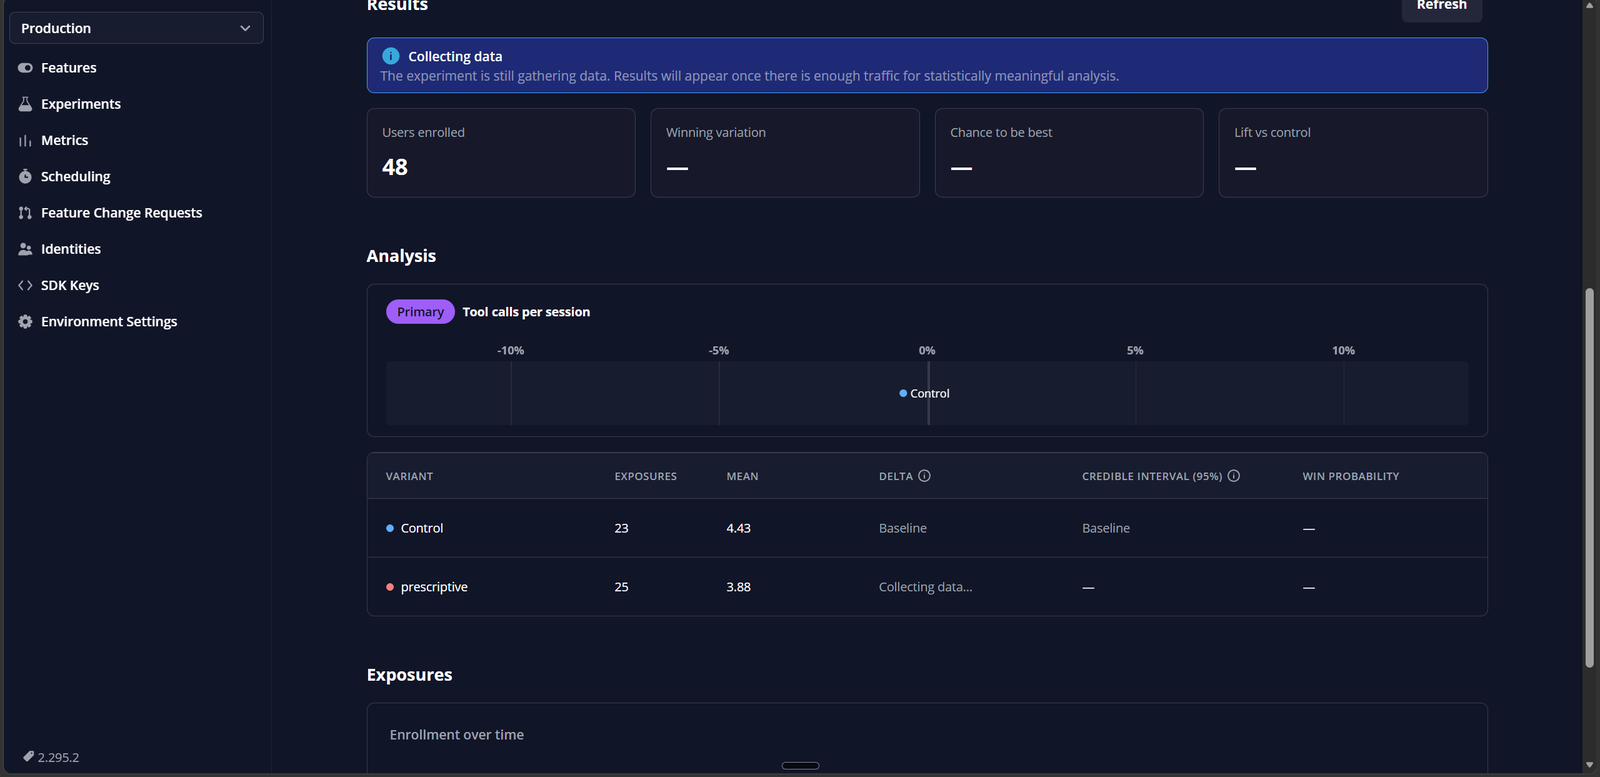 Production
Features
Experiments
Metrics
Scheduling
Feature Change Requests
Identities
SDK Keys
Environment Settings
2.295.2
Results
Refresh
Collecting data
The experiment is still gathering data. Results will appear once there is enough traffic for statistically meaningful analysis.
Users enrolled
48
Winning variation
—
Chance to be best
—
Lift vs control
—
Analysis
Primary Tool calls per session
-10% -5% 0% 5% 10%
Control
VARIANT EXPOSURES MEAN DELTA CREDIBLE INTERVAL (95%) WIN PROBABILITY
Control 23 4.43 Baseline Baseline —
prescriptive 25 3.88 Collecting data... — —
Exposures
Enrollment over time